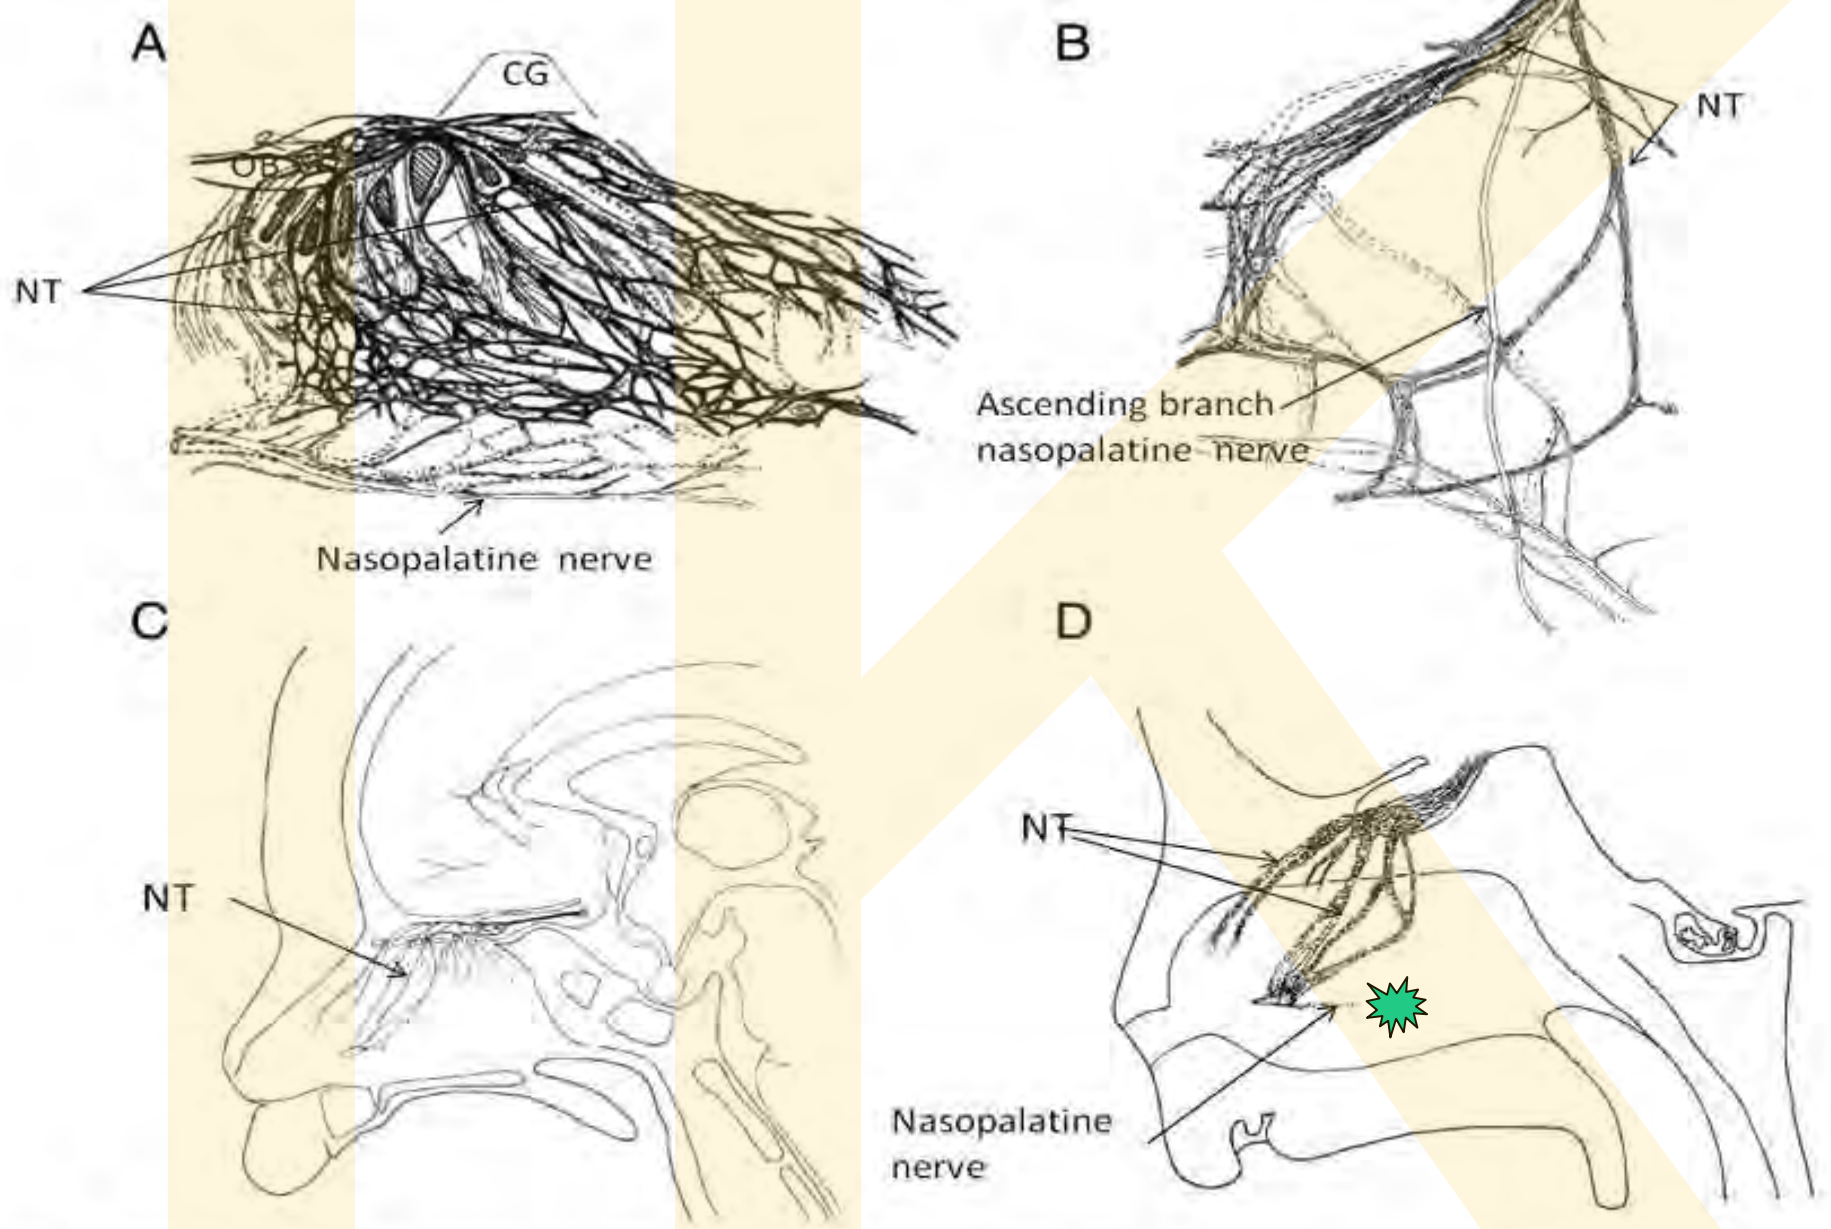 A
CG
OB
NT
Nasopalatine nerve
B
NT
Ascending branch
nasopalatine nerve
C
NT
D
NT
Nasopalatine
nerve